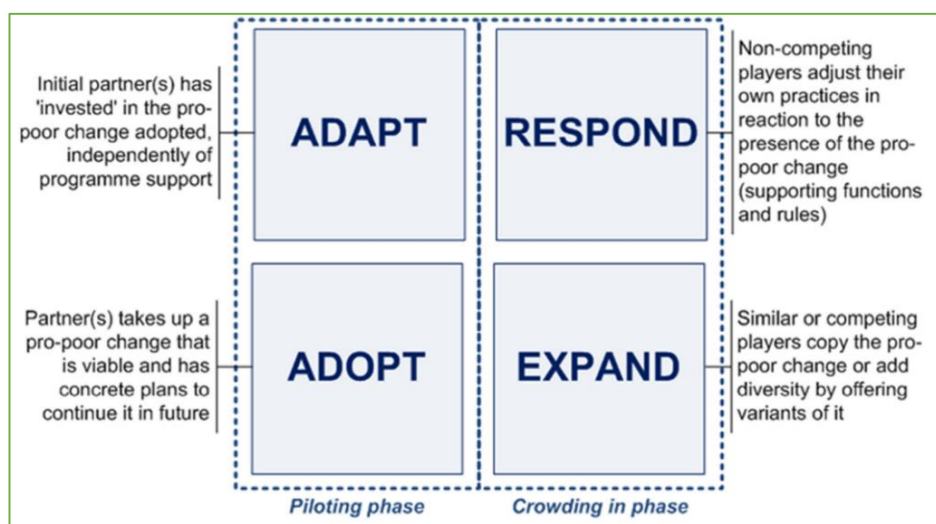 Initial partner(s) has
'invested' in the pro-
poor change adopted,
independently of
programme support
ADAPT
RESPOND
Non-competing
players adjust their
own practices in
reaction to the
presence of the pro-
poor change
(supporting functions
and rules)
Partner(s) takes up a
pro-poor change that
is viable and has
concrete plans to
continue it in future
ADOPT
EXPAND
Similar or competing
players copy the pro-
poor change or add
diversity by offering
variants of it
Piloting phase
Crowding in phase